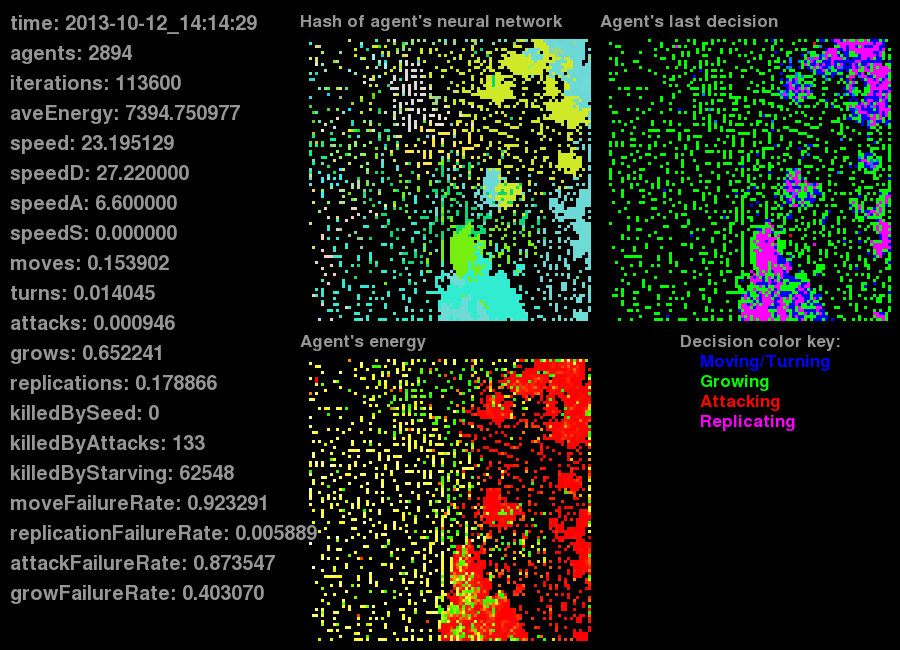 time: 2013-10-12_14:14:29
agents: 2894
iterations: 113600
aveEnergy: 7394.750977
speed: 23.195129
speedD: 27.220000
speedA: 6.600000
speedS: 0.000000
moves: 0.153902
turns: 0.014045
attacks: 0.000946
grows: 0.652241
replications: 0.178866
killedBySeed: 0
killedByAttacks: 133
killedByStarving: 62548
moveFailureRate: 0.923291
replicationFailureRate: 0.005889
attackFailureRate: 0.873547
growFailureRate: 0.403070
Hash of agent's neural network
Agent's last decision
Agent's energy
Decision color key:
Moving/Turning
Growing
Attacking
Replicating